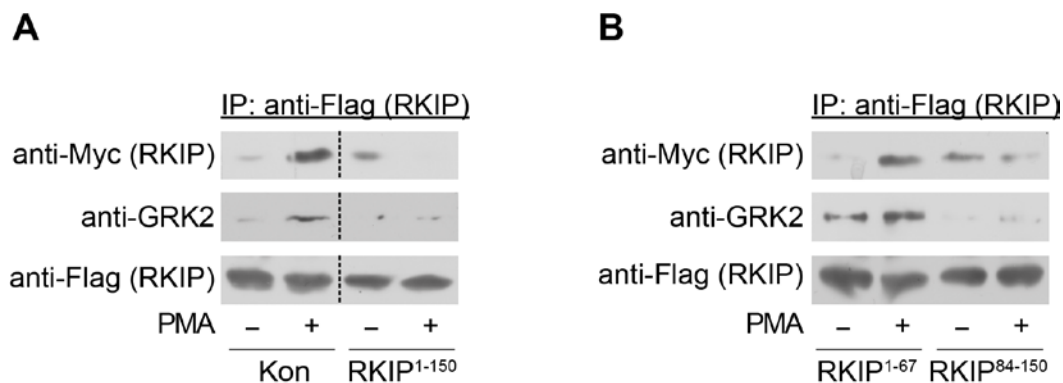 A
IP: anti-Flag (RKIP)
anti-Myc (RKIP)
anti-GRK2
anti-Flag (RKIP)
PMA – + – +
Kon RKIP1-150
B
IP: anti-Flag (RKIP)
anti-Myc (RKIP)
anti-GRK2
anti-Flag (RKIP)
PMA – + – +
RKIP1-67 RKIP84-150